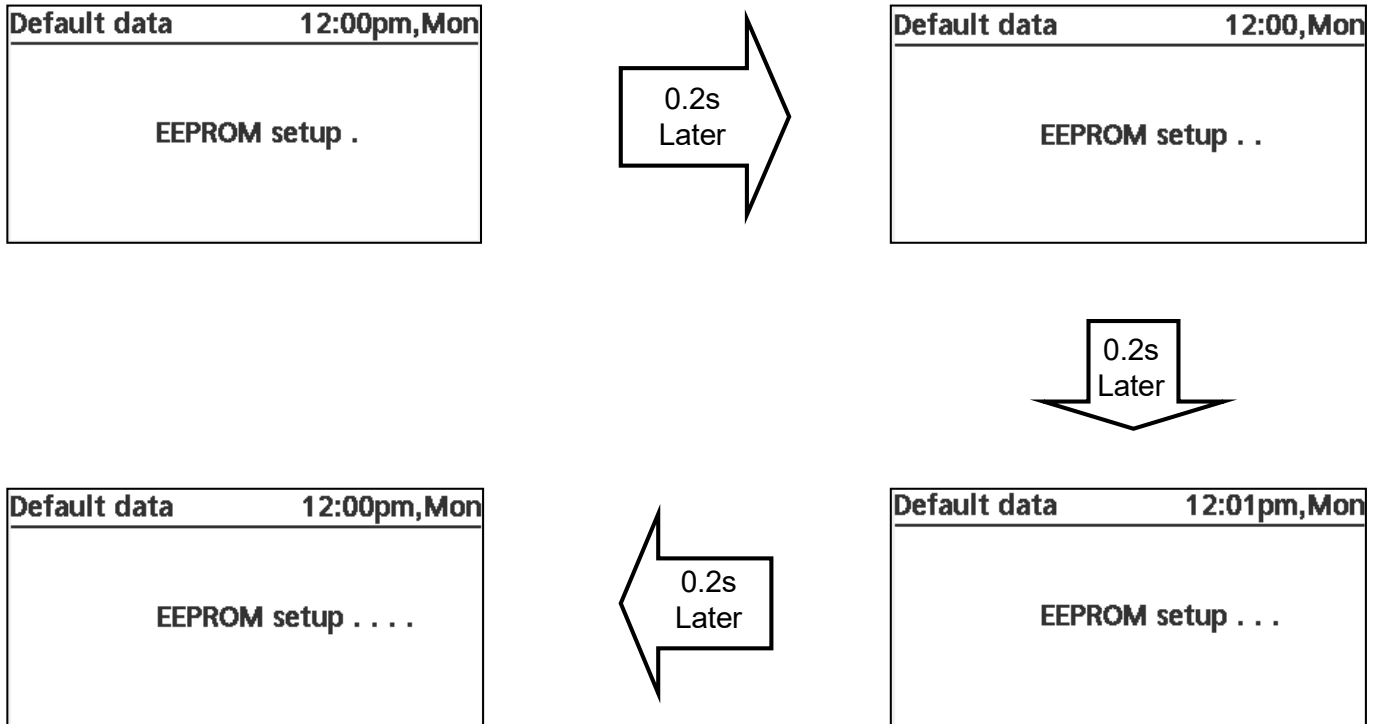 Default data 12:00pm,Mon
EEPROM setup .
0.2s
Later
Default data 12:00,Mon
EEPROM setup . .
0.2s
Later
Default data 12:01pm,Mon
EEPROM setup . . .
0.2s
Later
Default data 12:00pm,Mon
EEPROM setup . . . .